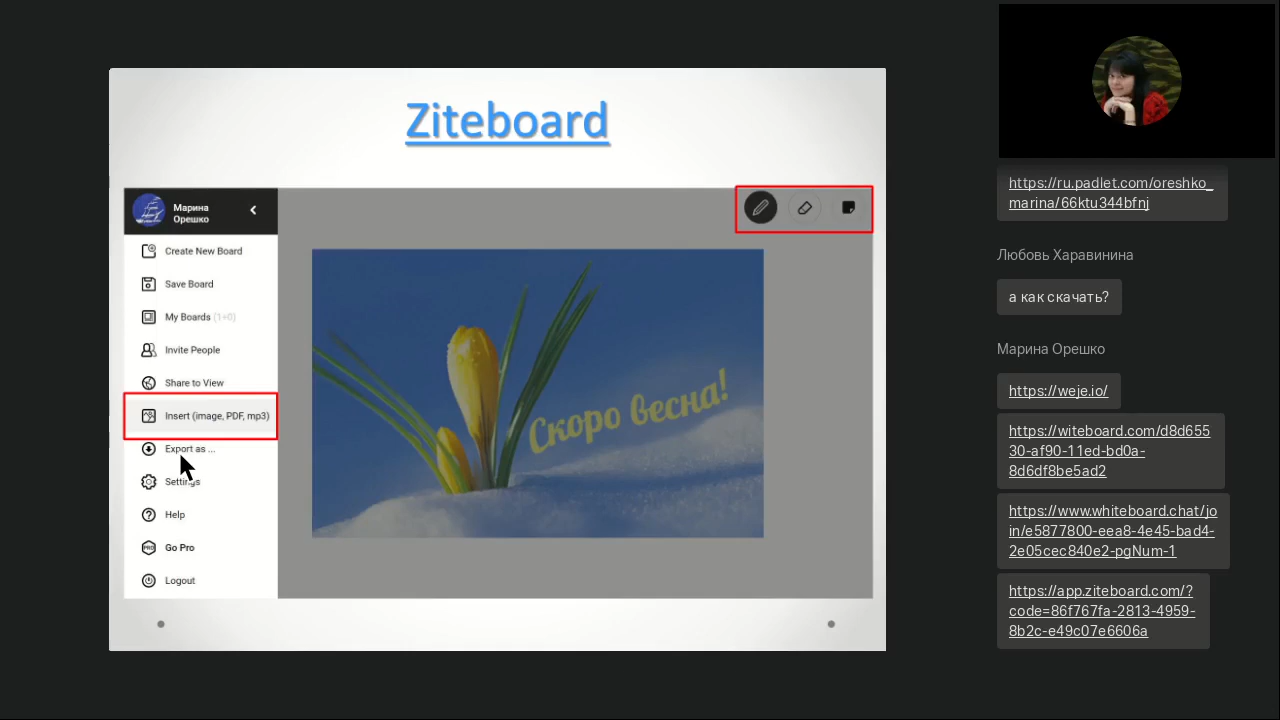 Ziteboard
Марина
Орешко
Create New Board
Save Board
My Boards (1+0)
Invite People
Share to View
Insert (image, PDF, mp3)
Export as ...
Settings
Help
Go Pro
PRO
Logout
Скоро весна!
https://ru.padlet.com/oreshko_
marina/66ktu344bfnj
Любовь Харавинина
а как скачать?
Марина Орешко
https://weje.io/
https://witeboard.com/d8d655
30-af90-11ed-bd0a-
8d6df8be5ad2
https://www.whiteboard.chat/jo
in/e5877800-eea8-4e45-bad4-
2e05cec840e2-pgNum-1
https://app.ziteboard.com/?
code=86f767fa-2813-4959-
8b2c-e49c07e6606a